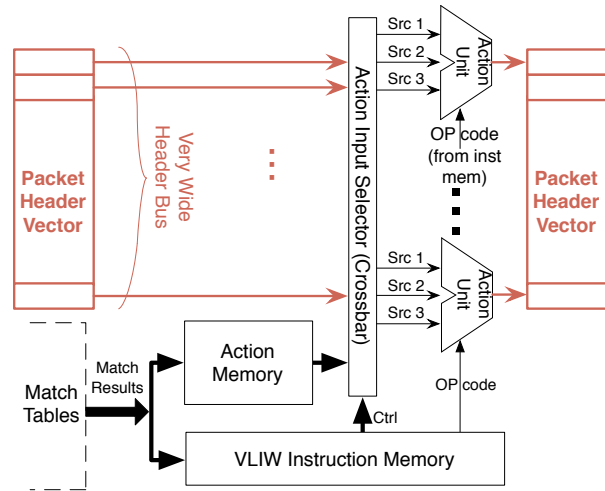 Src 1
Src 2
Src 3
Action
Unit
OP code
(from inst
mem)
Packet
Header
Vector
Very Wide
Header Bus
Action Input Selector (Crossbar)
Packet
Header
Vector
Src 1
Src 2
Src 3
Action
Unit
OP code
Match
Tables
Match
Results
Action
Memory
Ctrl
VLIW Instruction Memory